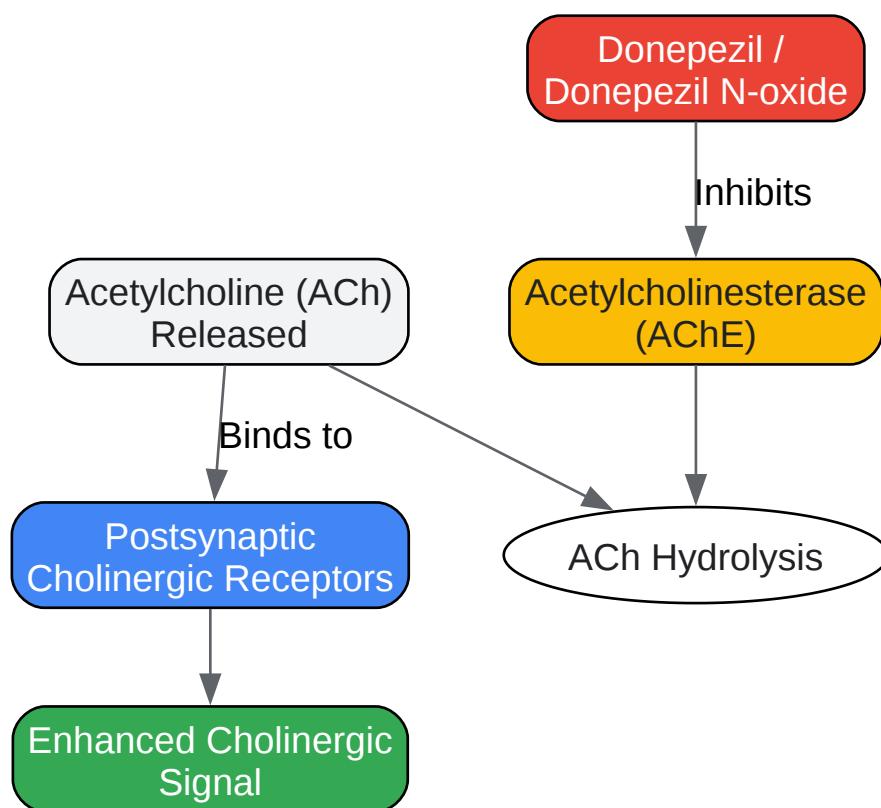 Donepezil /
Donepezil N-oxide
Inhibits
Acetylcholine (ACh)
Released
Acetylcholinesterase
(AChE)
Binds to
Postsynaptic
Cholinergic Receptors
ACh Hydrolysis
Enhanced Cholinergic
Signal